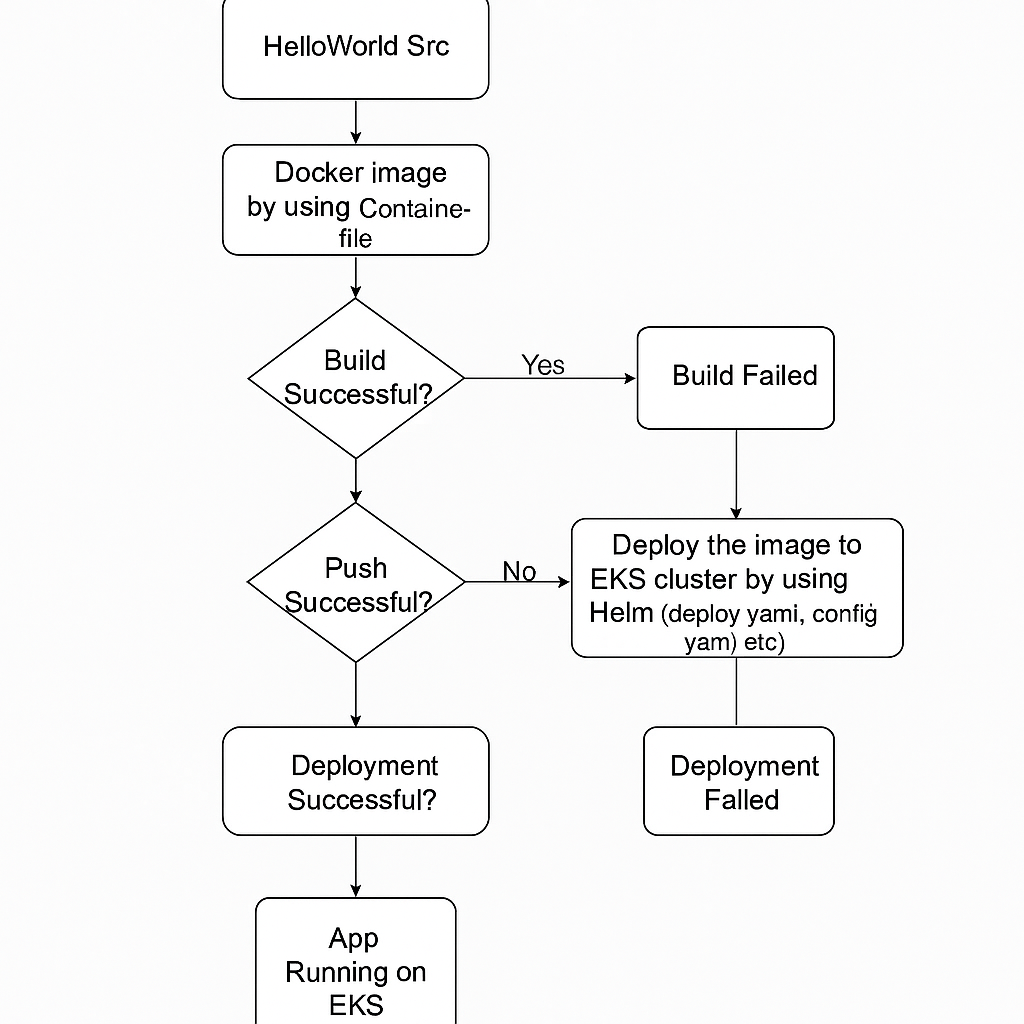 HelloWorld Src
Docker image
by using Containe-
file
Build
Successful?
Yes
Build Failed
Push
Successful?
No
Deploy the image to
EKS cluster by using
Helm (deploy yami, config
yam) etc)
Deployment
Successful?
Deployment
Falled
App
Running on
EKS